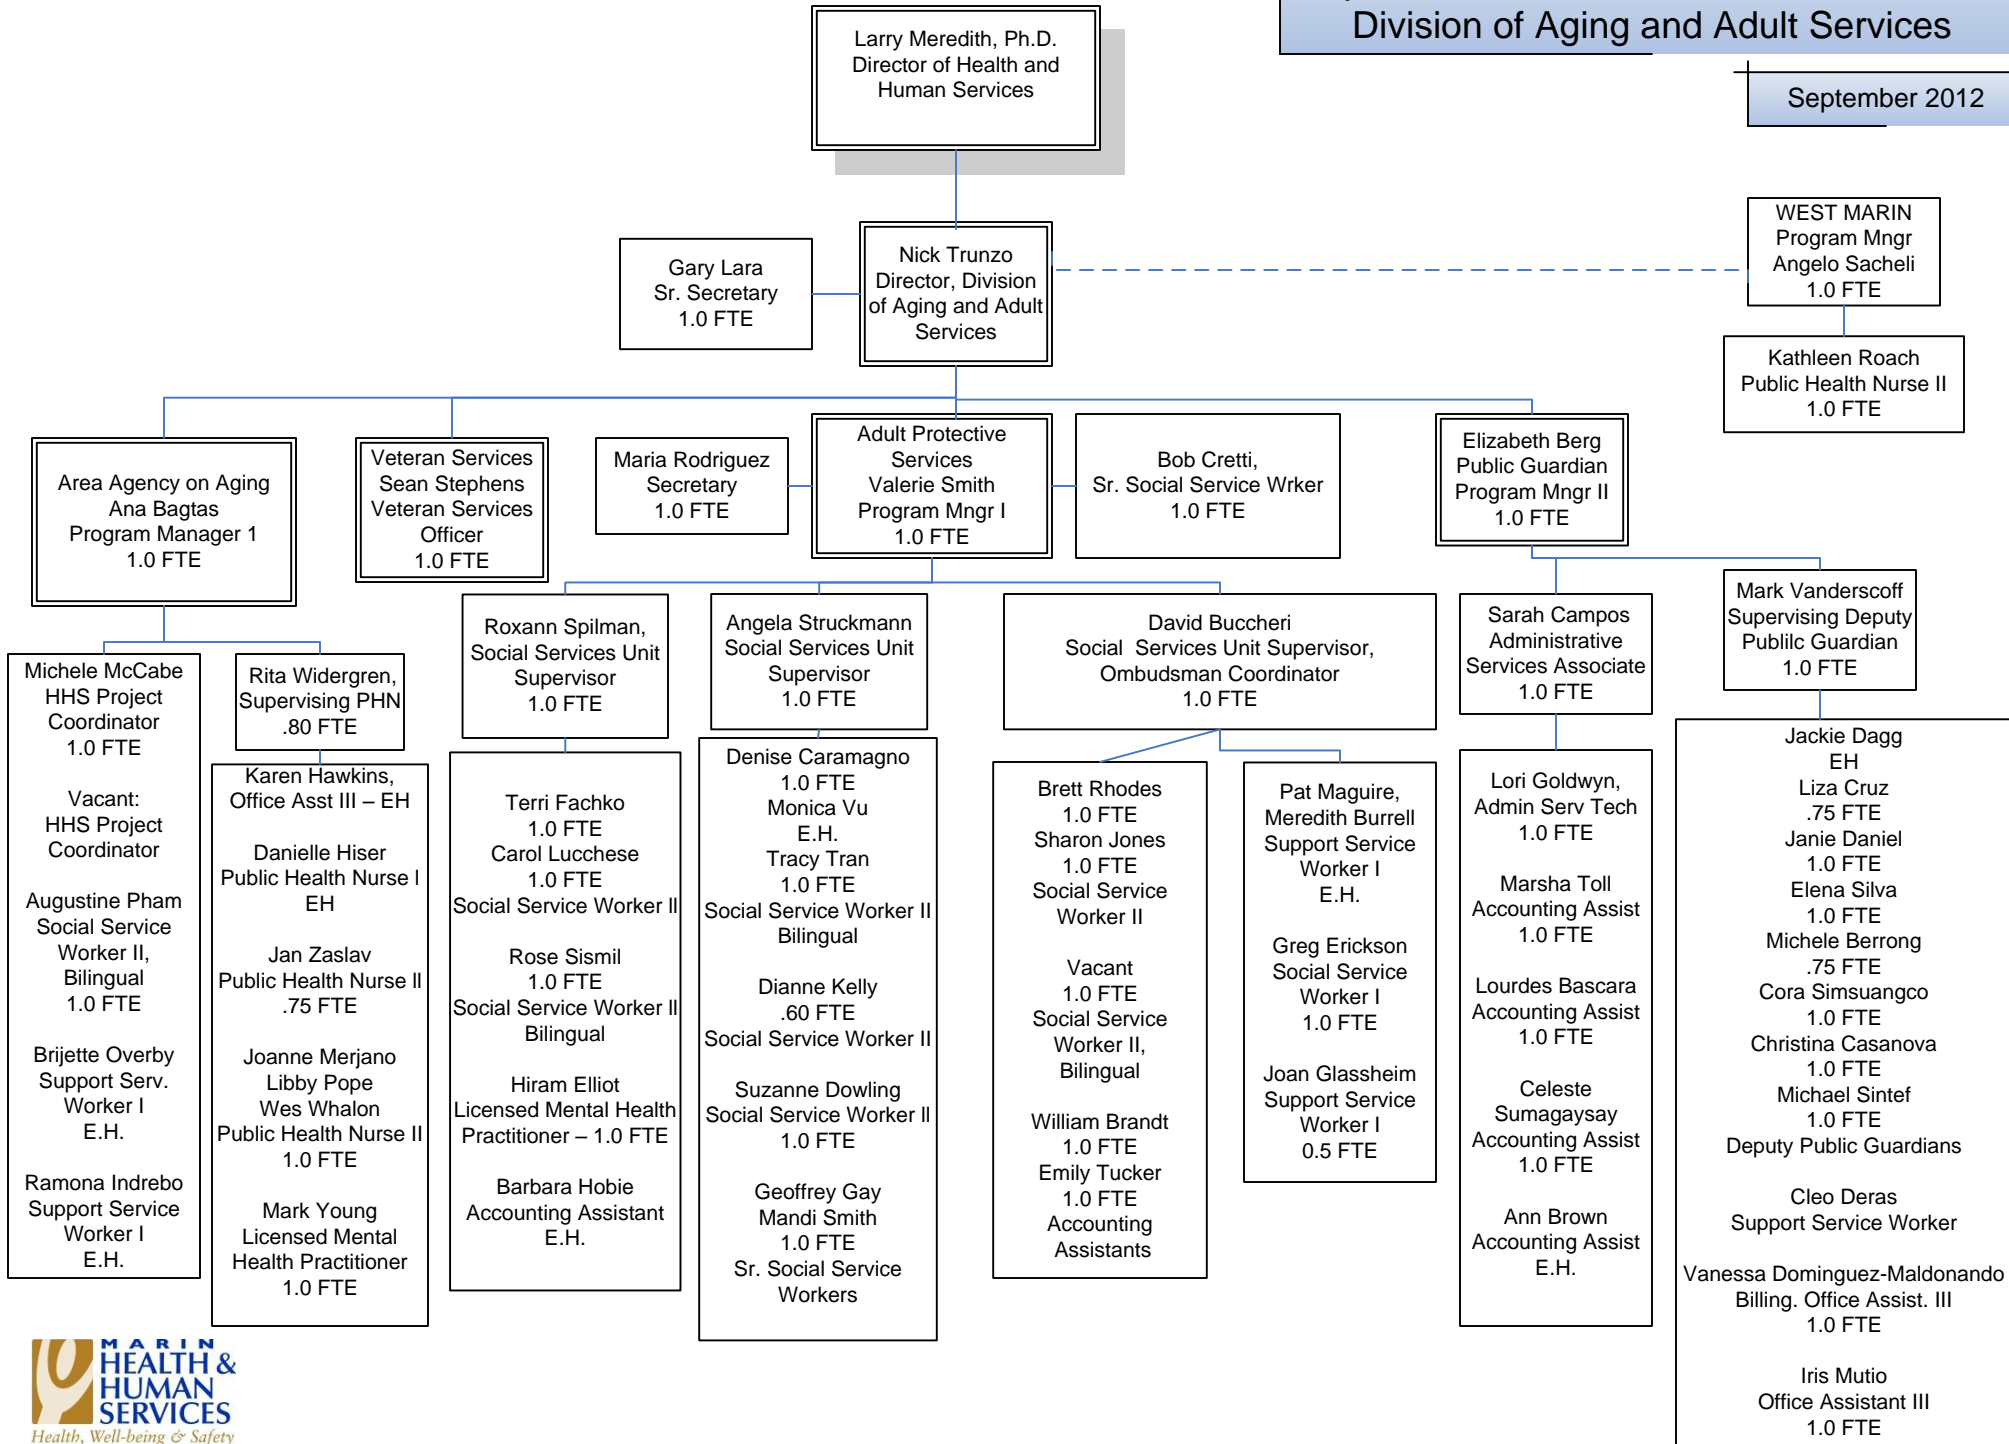 Division of Aging and Adult Services
September 2012
Larry Meredith, Ph.D.
Director of Health and
Human Services
Gary Lara
Sr. Secretary
1.0 FTE
Nick Trunzo
Director, Division
of Aging and Adult
Services
WEST MARIN
Program Mngr
Angelo Sacheli
1.0 FTE
Kathleen Roach
Public Health Nurse II
1.0 FTE
Area Agency on Aging
Ana Bagtas
Program Manager 1
1.0 FTE
Veteran Services
Sean Stephens
Veteran Services
Officer
1.0 FTE
Maria Rodriguez
Secretary
1.0 FTE
Adult Protective
Services
Valerie Smith
Program Mngr I
1.0 FTE
Bob Cretti,
Sr. Social Service Wrker
1.0 FTE
Elizabeth Berg
Public Guardian
Program Mngr II
1.0 FTE
Michele McCabe
HHS Project
Coordinator
1.0 FTE
Vacant:
HHS Project
Coordinator
Augustine Pham
Social Service
Worker II,
Bilingual
1.0 FTE
Brijette Overby
Support Serv.
Worker I
E.H.
Ramona Indrebo
Support Service
Worker I
E.H.
Rita Widergren,
Supervising PHN
.80 FTE
Karen Hawkins,
Office Asst III – EH
Danielle Hiser
Public Health Nurse I
EH
Jan Zaslav
Public Health Nurse II
.75 FTE
Joanne Merjano
Libby Pope
Wes Whalon
Public Health Nurse II
1.0 FTE
Mark Young
Licensed Mental
Health Practitioner
1.0 FTE
Roxann Spilman,
Social Services Unit
Supervisor
1.0 FTE
Terri Fachko
1.0 FTE
Carol Lucchese
1.0 FTE
Social Service Worker II
Rose Sismil
1.0 FTE
Social Service Worker II
Bilingual
Hiram Elliot
Licensed Mental Health
Practitioner – 1.0 FTE
Barbara Hobie
Accounting Assistant
E.H.
Angela Struckmann
Social Services Unit
Supervisor
1.0 FTE
Denise Caramagno
1.0 FTE
Monica Vu
E.H.
Tracy Tran
1.0 FTE
Social Service Worker II
Bilingual
Dianne Kelly
.60 FTE
Social Service Worker II
Suzanne Dowling
Social Service Worker II
1.0 FTE
Geoffrey Gay
Mandi Smith
1.0 FTE
Sr. Social Service
Workers
David Buccheri
Social  Services Unit Supervisor,
Ombudsman Coordinator
1.0 FTE
Brett Rhodes
1.0 FTE
Sharon Jones
1.0 FTE
Social Service
Worker II
Vacant
1.0 FTE
Social Service
Worker II,
Bilingual
William Brandt
1.0 FTE
Emily Tucker
1.0 FTE
Accounting
Assistants
Pat Maguire,
Meredith Burrell
Support Service
Worker I
E.H.
Greg Erickson
Social Service
Worker I
1.0 FTE
Joan Glassheim
Support Service
Worker I
0.5 FTE
Sarah Campos
Administrative
Services Associate
1.0 FTE
Lori Goldwyn,
Admin Serv Tech
1.0 FTE
Marsha Toll
Accounting Assist
1.0 FTE
Lourdes Bascara
Accounting Assist
1.0 FTE
Celeste
Sumagaysay
Accounting Assist
1.0 FTE
Ann Brown
Accounting Assist
E.H.
Mark Vanderscoff
Supervising Deputy
Publilc Guardian
1.0 FTE
Jackie Dagg
EH
Liza Cruz
.75 FTE
Janie Daniel
1.0 FTE
Elena Silva
1.0 FTE
Michele Berrong
.75 FTE
Cora Simsuangco
1.0 FTE
Christina Casanova
1.0 FTE
Michael Sintef
1.0 FTE
Deputy Public Guardians
Cleo Deras
Support Service Worker
Vanessa Dominguez-Maldonando
Billing. Office Assist. III
1.0 FTE
Iris Mutio
Office Assistant III
1.0 FTE
MARIN
HEALTH &
HUMAN
SERVICES
Health, Well-being & Safety